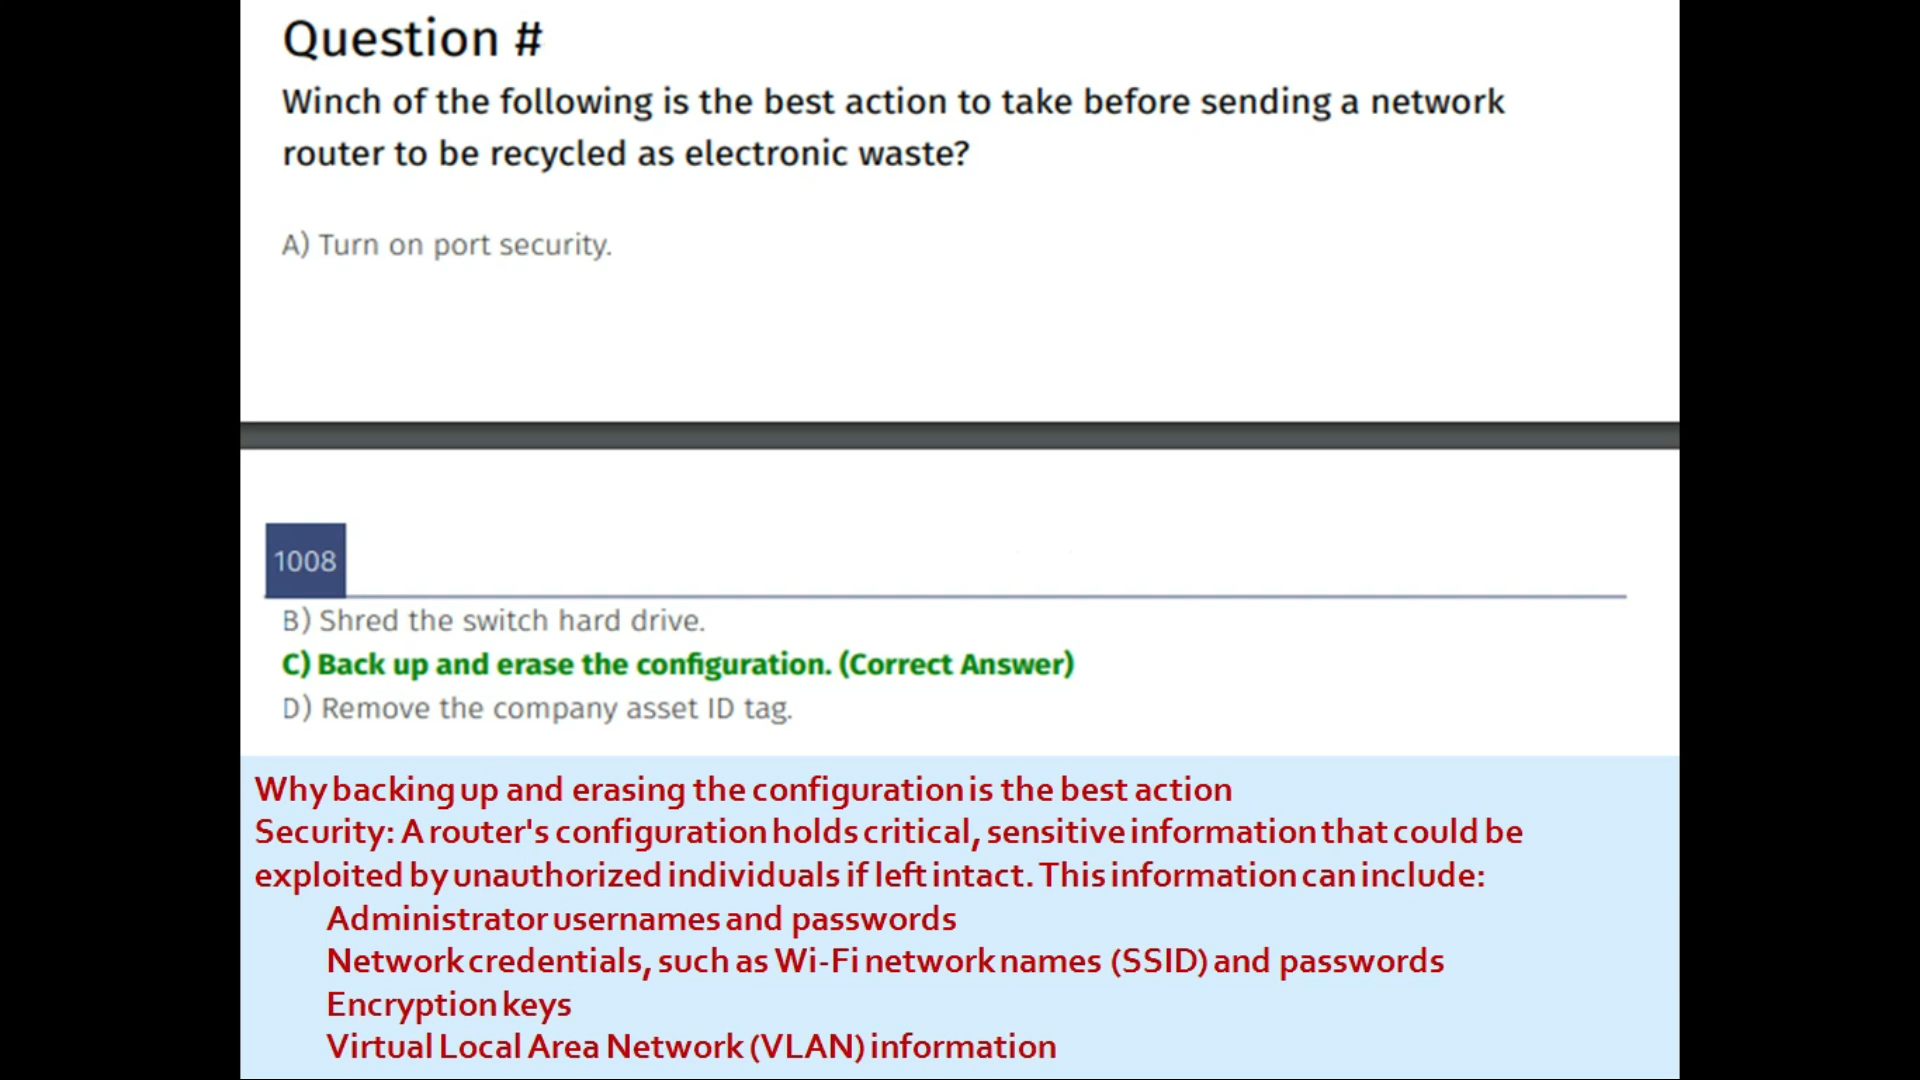 Question #
Winch of the following is the best action to take before sending a network
router to be recycled as electronic waste?
A) Turn on port security.
1008
B) Shred the switch hard drive.
C) Back up and erase the configuration. (Correct Answer)
D) Remove the company asset ID tag.
Why backing up and erasing the configuration is the best action
Security: A router's configuration holds critical, sensitive information that could be
exploited by unauthorized individuals if left intact. This information can include:
Administrator usernames and passwords
Network credentials, such as Wi-Fi network names (SSID) and passwords
Encryption keys
Virtual Local Area Network (VLAN) information